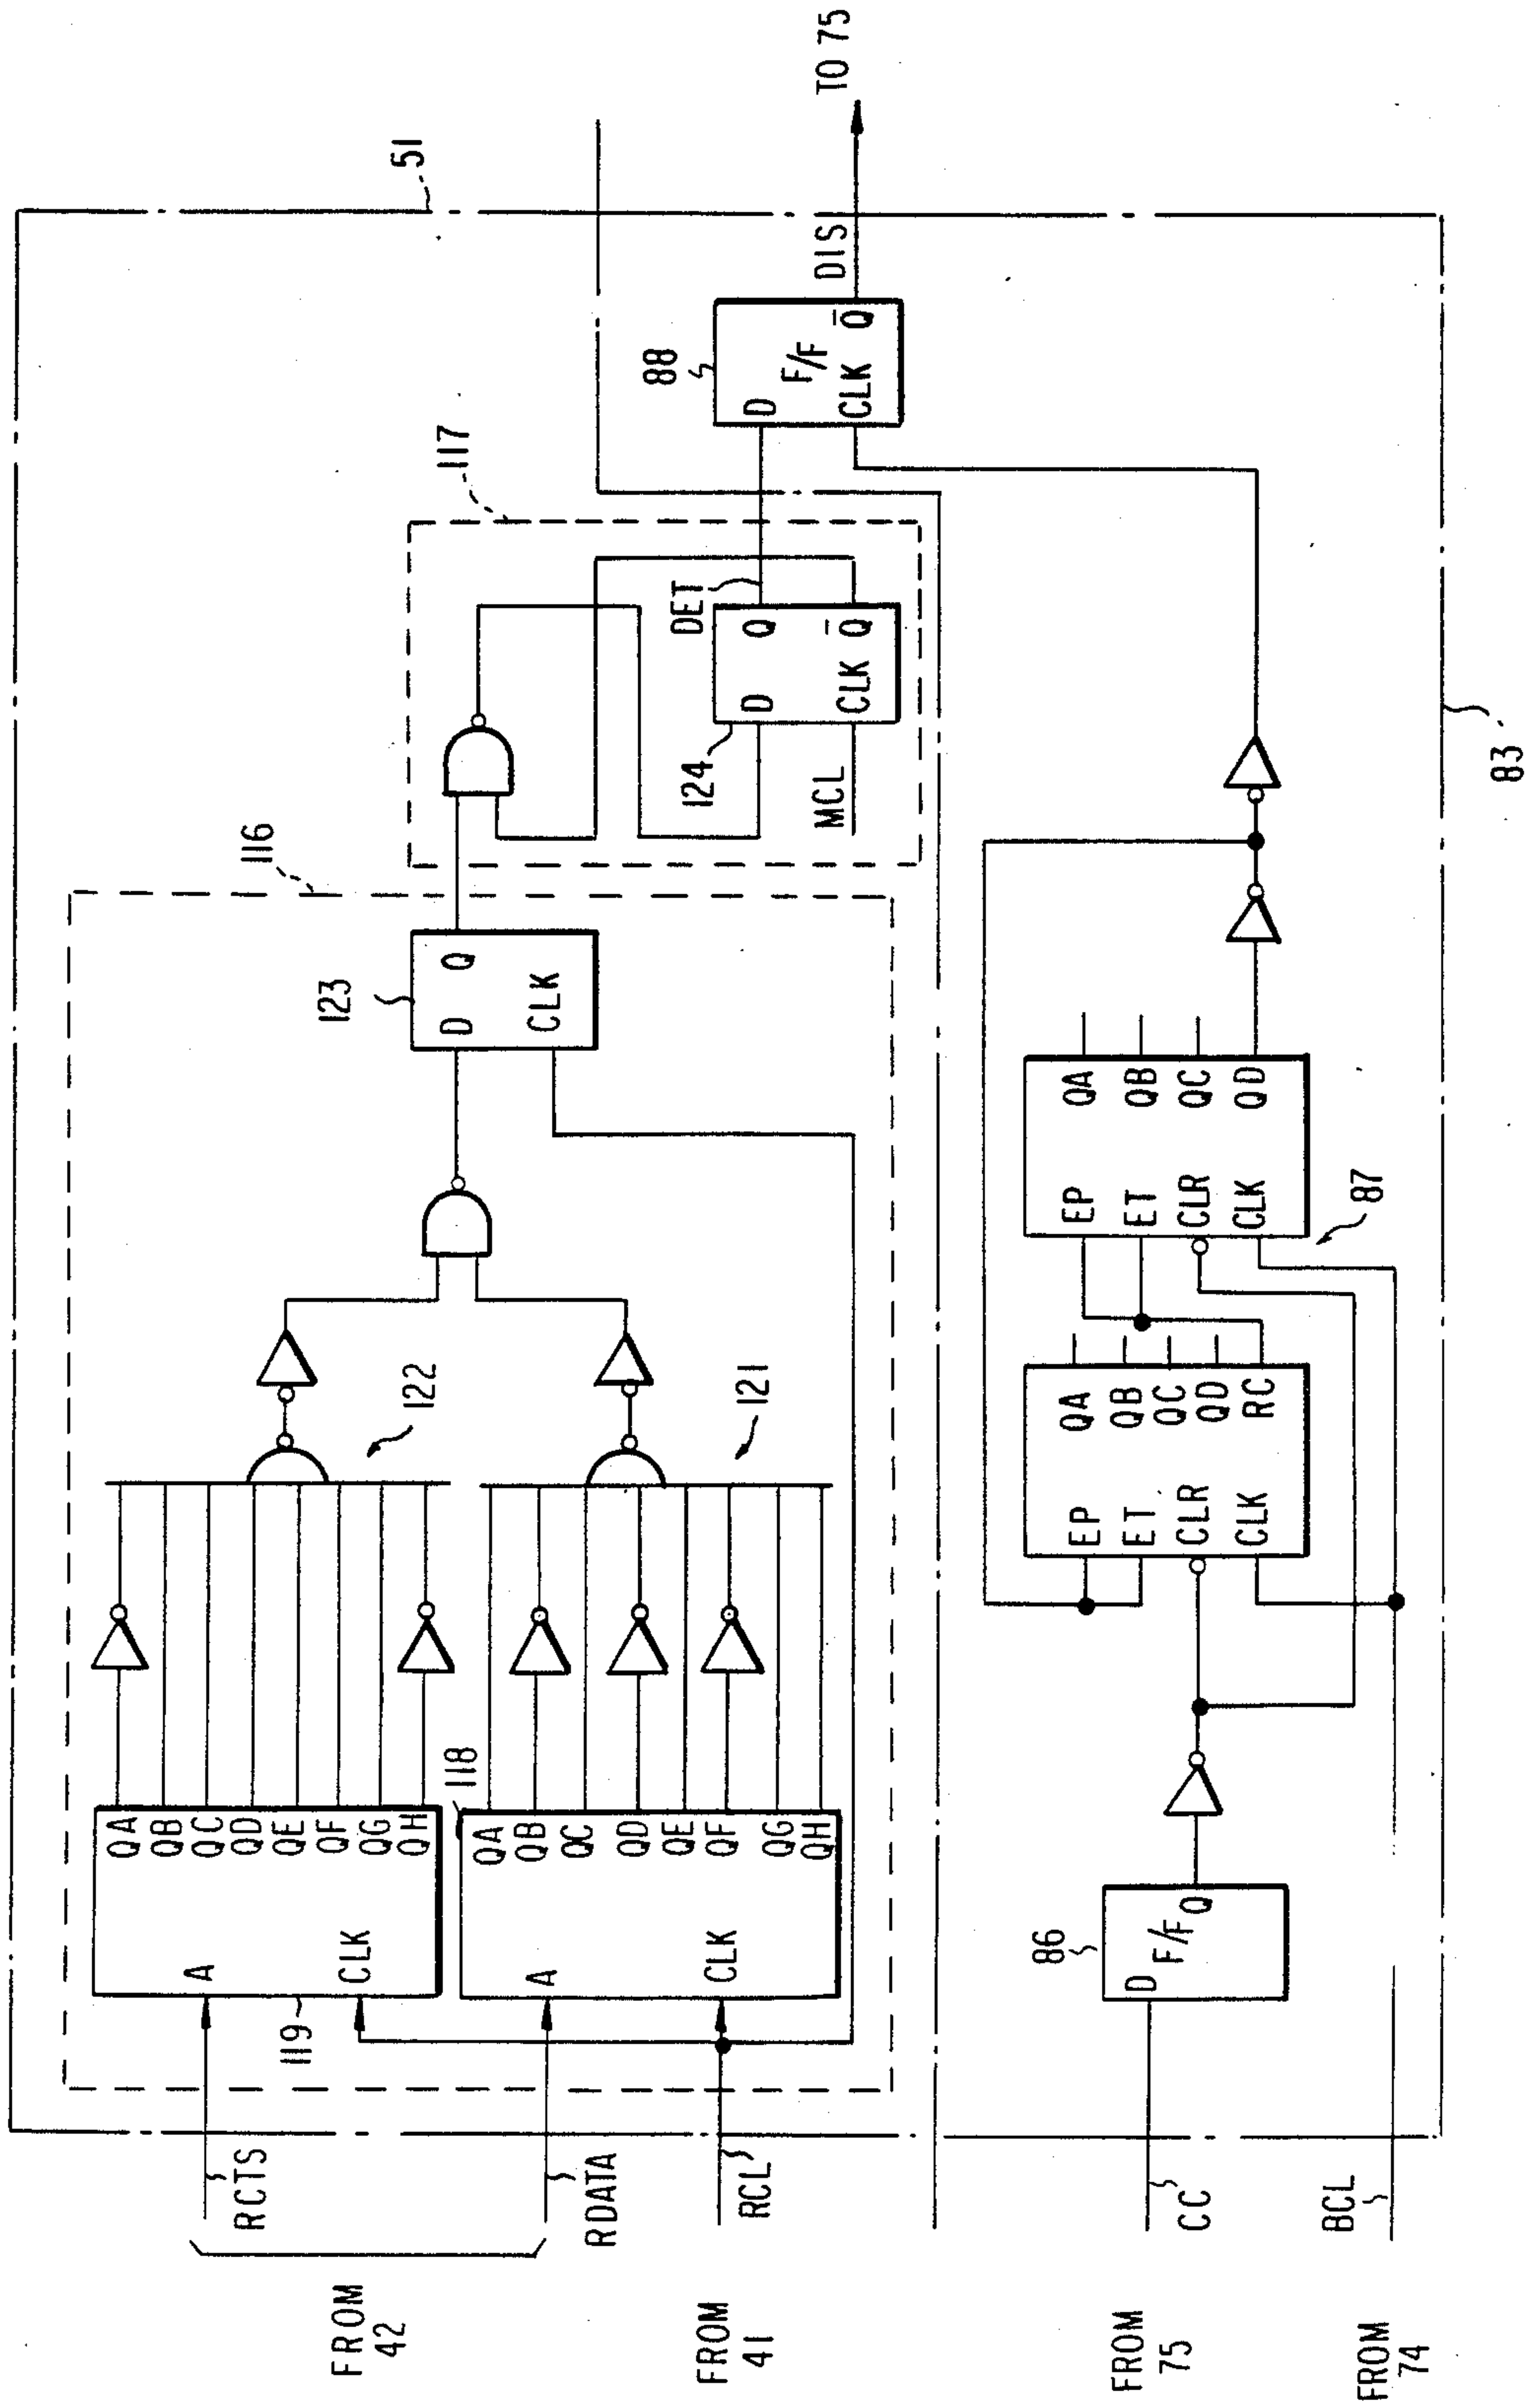 51
116
117
119
A
CLK
QA
QB
QC
QD
QE
QF
QG
QH
122
118
A
CLK
QA
QB
QC
QD
QE
QF
QG
QH
121
123
D
Q
CLK
124
D
Q
CLK
Q̄
DET
MCL
88
D
F/F
CLK
Q̄
DIS
TO 75
RCTS
RDATA
FROM
42
RCL
FROM
41
CC
FROM
75
BCL
FROM
74
86
D
F/F
Q
EP
ET
CLR
CLK
QA
QB
QC
QD
RC
EP
ET
CLR
CLK
QA
QB
QC
QD
87
83